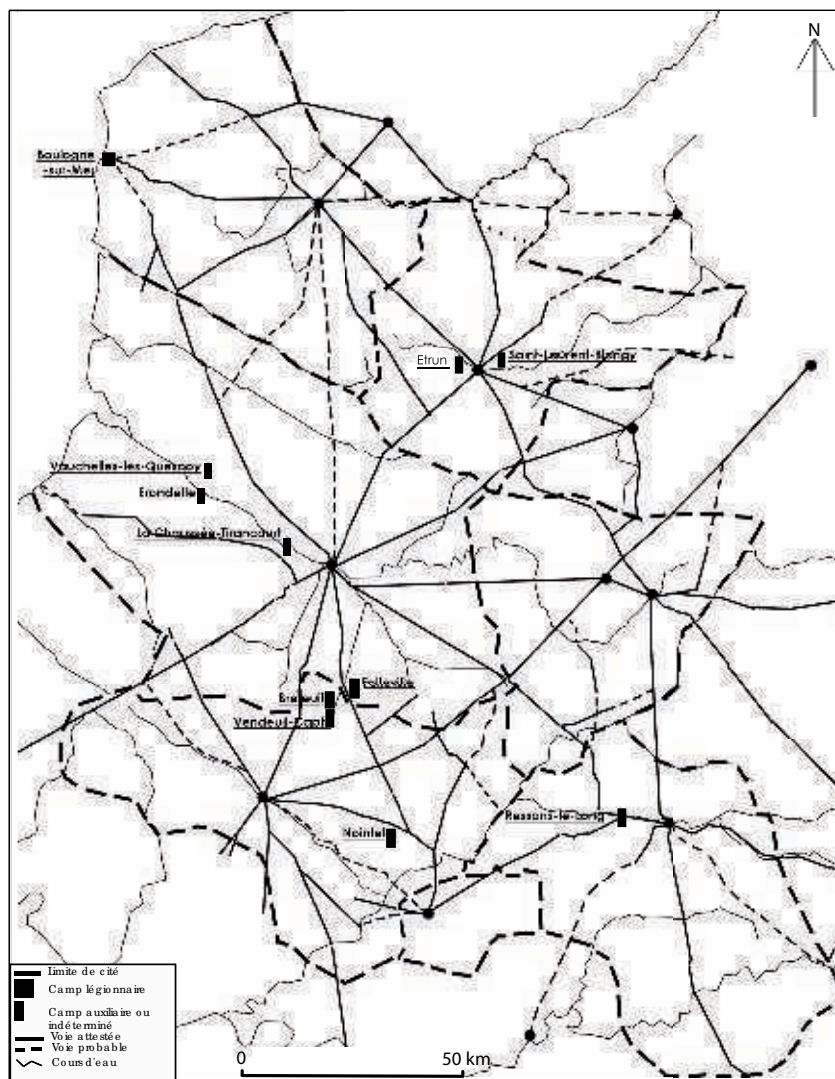 N
Boulogne
-sur-Mer
Etrun
Saint-Laurent-Blangy
Vauchelles-les-Quesnoy
Erondelle
La Chaussée-Tirancourt
Folleville
Breteuil
Vendeuil-Caply
Ressons-le-Long
Nointel
Limite de cité
Camp légionnaire
Camp auxiliaire ou
indéterminé
Voie attestée
Voie probable
Cours d'eau
0 50 km